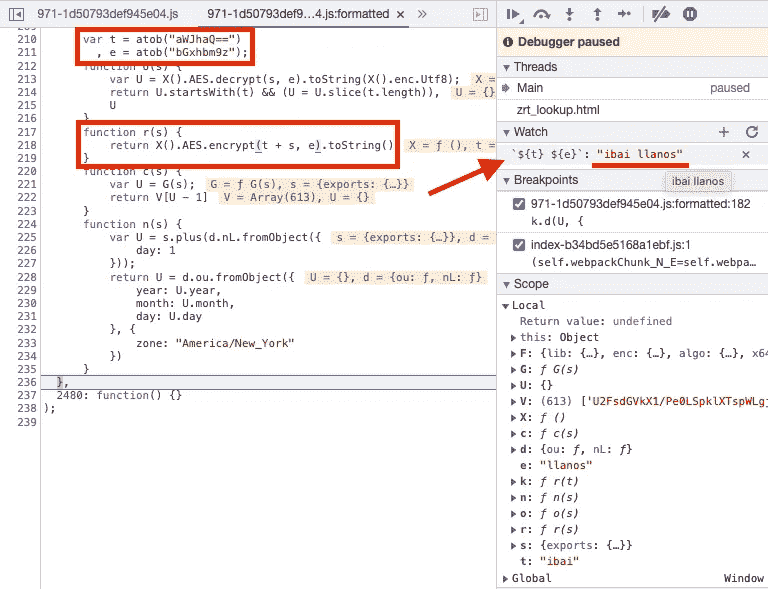 971-1d50793def945e04.js 971-1d50793def9…4.js:formatted × »
Debugger paused
Threads
Main paused
zrt_lookup.html
Watch
`${t} ${e}`: "ibai llanos" ×
Breakpoints
ibai llanos
971-1d50793def945e04.js:formatted:182
k.d(U, {
index-b34bd5e5168a1ebf.js:1
(self.webpackChunk_N_E=self.webpa…
Scope
Local
Return value: undefined
this: Object
F: {lib: {…}, enc: {…}, algo: {…}, x64
G: ƒ G(s)
U: {}
V: (613) ['U2FsdGVkX1/Pe0LSpklXTspWLgj
X: ƒ ()
c: ƒ c(s)
d: {ou: ƒ, nL: ƒ}
e: "llanos"
k: ƒ r(t)
n: ƒ n(s)
o: ƒ o(s)
r: ƒ r(s)
s: {exports: {…}}
t: "ibai"
Global Window
210 var t = atob("aWJhaQ==")
211 , e = atob("bGxhbm9z");
212 function o(s) {
213 var U = X().AES.decrypt(s, e).toString(X().enc.Utf8); X =
214 return U.startsWith(t) && (U = U.slice(t.length)), U = {}
215 U
216 }
217 function r(s) {
218 return X().AES.encrypt(t + s, e).toString() X = ƒ (), t =
219 }
220 function c(s) {
221 var U = G(s); G = ƒ G(s), s = {exports: {…}}
222 return V[U - 1] V = Array(613), U = {}
223 }
224 function n(s) {
225 var U = s.plus(d.nL.fromObject({ s = {exports: {…}}, d =
226 day: 1
227 }));
228 return U = d.ou.fromObject({ U = {}, d = {ou: ƒ, nL: ƒ}
229 year: U.year,
230 month: U.month,
231 day: U.day
232 }, {
233 zone: "America/New_York"
234 })
235 }
236 },
237 2480: function() {}
238 );
239